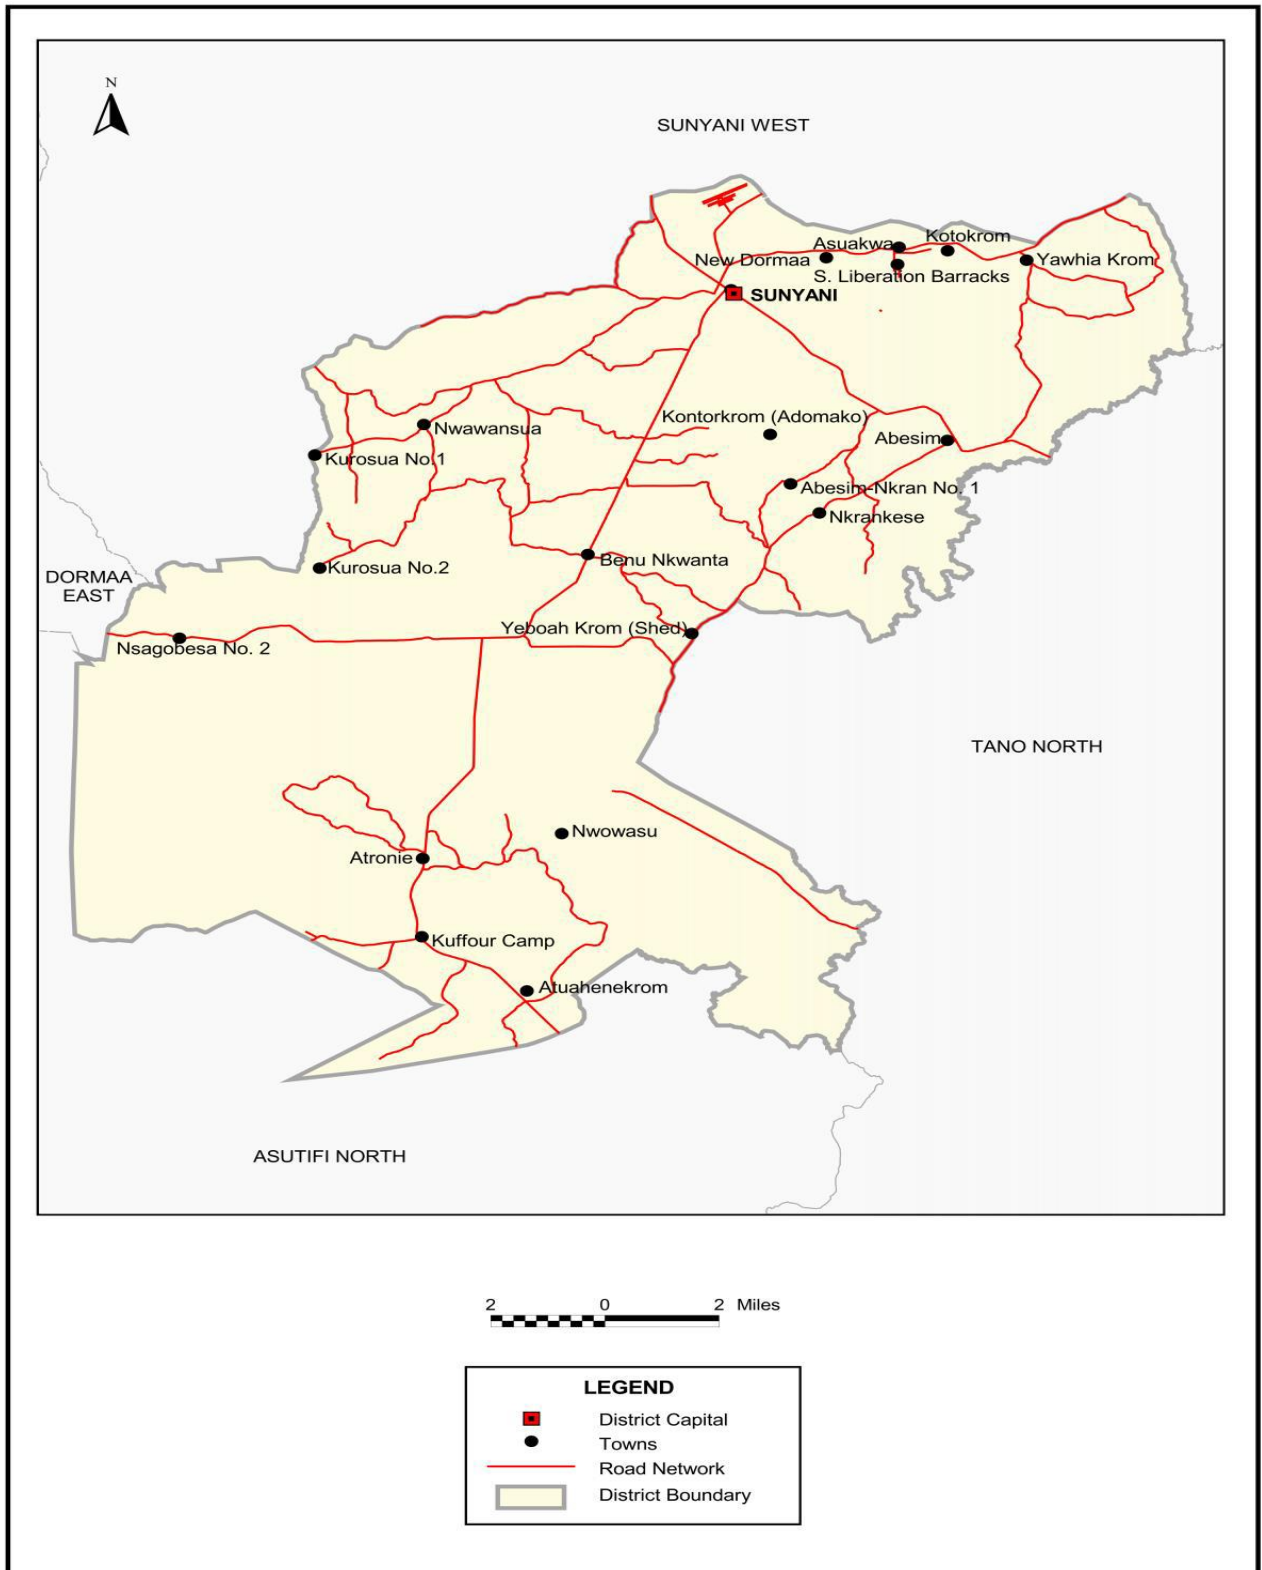 N
SUNYANI WEST
Kotokrom
Asuakwa
New Dormaa
Yawhia Krom
S. Liberation Barracks
SUNYANI
Kontorkrom (Adomako)
Nwawansua
Abesim
Kurosua No.1
Abesim-Nkran No. 1
Nkrankese
Benu Nkwanta
Kurosua No.2
DORMAA
EAST
Yeboah Krom (Shed)
Nsagobesa No. 2
TANO NORTH
Nwowasu
Atronie
Kuffour Camp
Atuahenekrom
ASUTIFI NORTH
2 0 2 Miles
LEGEND
District Capital
Towns
Road Network
District Boundary